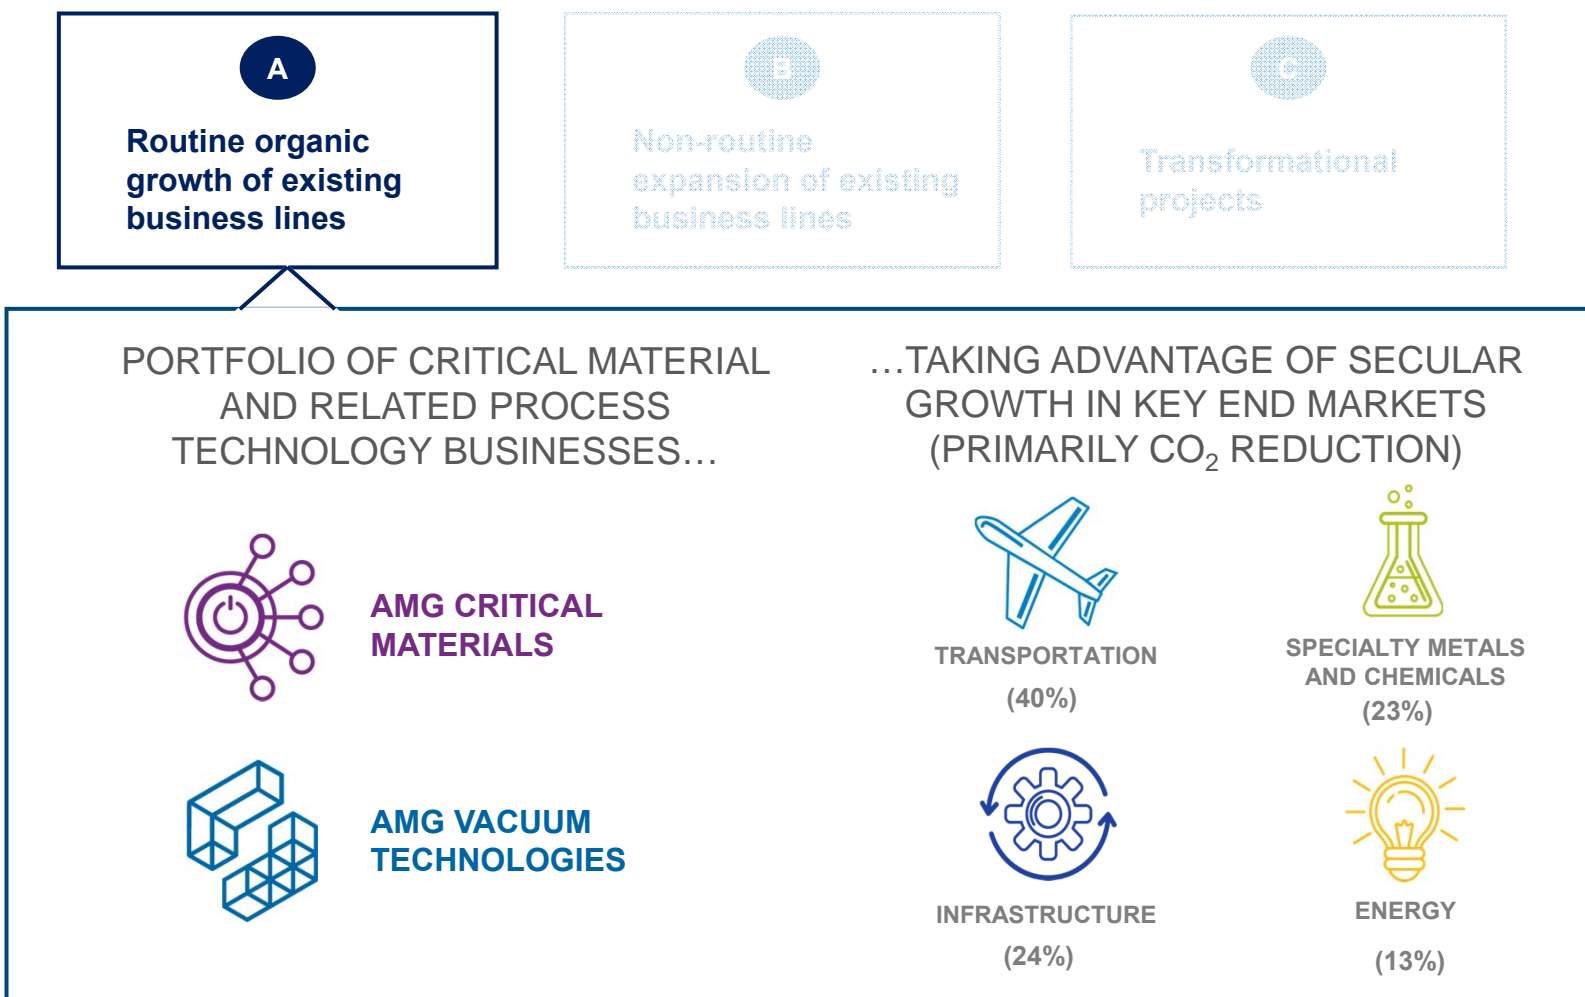 A
Routine organic
growth of existing
business lines
B
Non-routine
expansion of existing
business lines
C
Transformational
projects
PORTFOLIO OF CRITICAL MATERIAL
AND RELATED PROCESS
TECHNOLOGY BUSINESSES…
AMG CRITICAL
MATERIALS
AMG VACUUM
TECHNOLOGIES
…TAKING ADVANTAGE OF SECULAR
GROWTH IN KEY END MARKETS
(PRIMARILY CO₂ REDUCTION)
TRANSPORTATION
(40%)
SPECIALTY METALS
AND CHEMICALS
(23%)
INFRASTRUCTURE
(24%)
ENERGY
(13%)